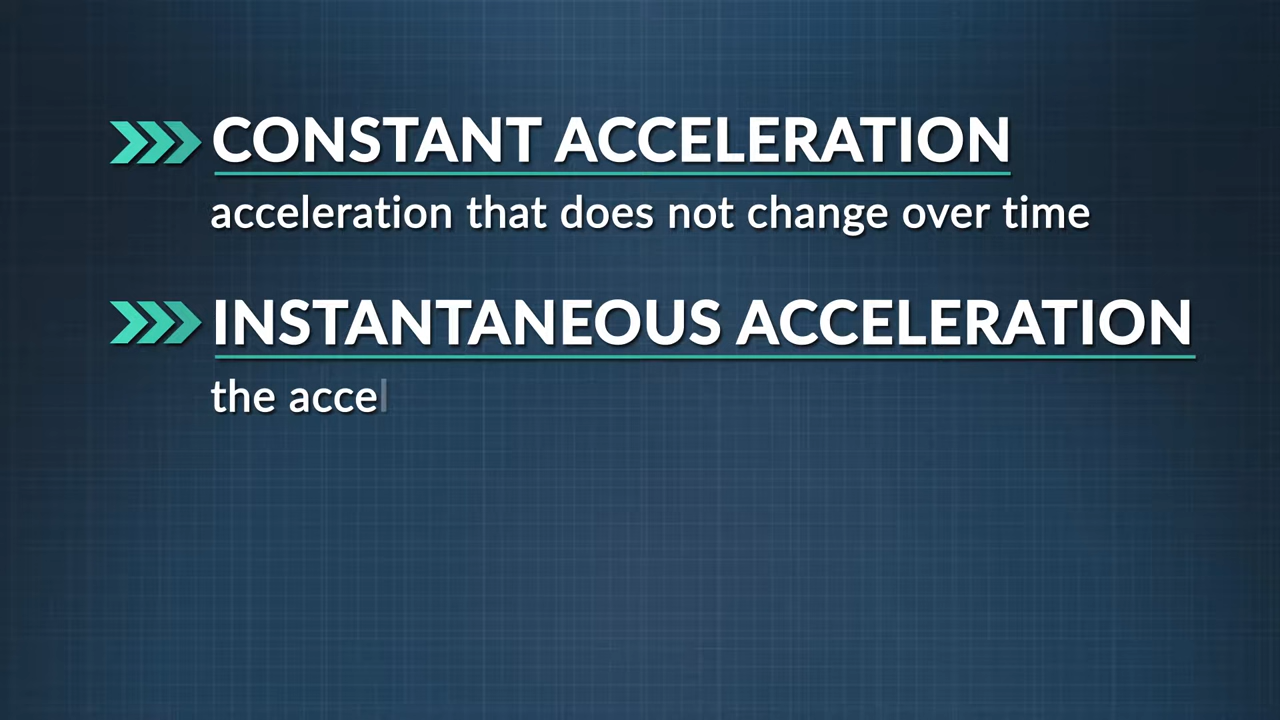 CONSTANT ACCELERATION
acceleration that does not change over time
INSTANTANEOUS ACCELERATION
the accel